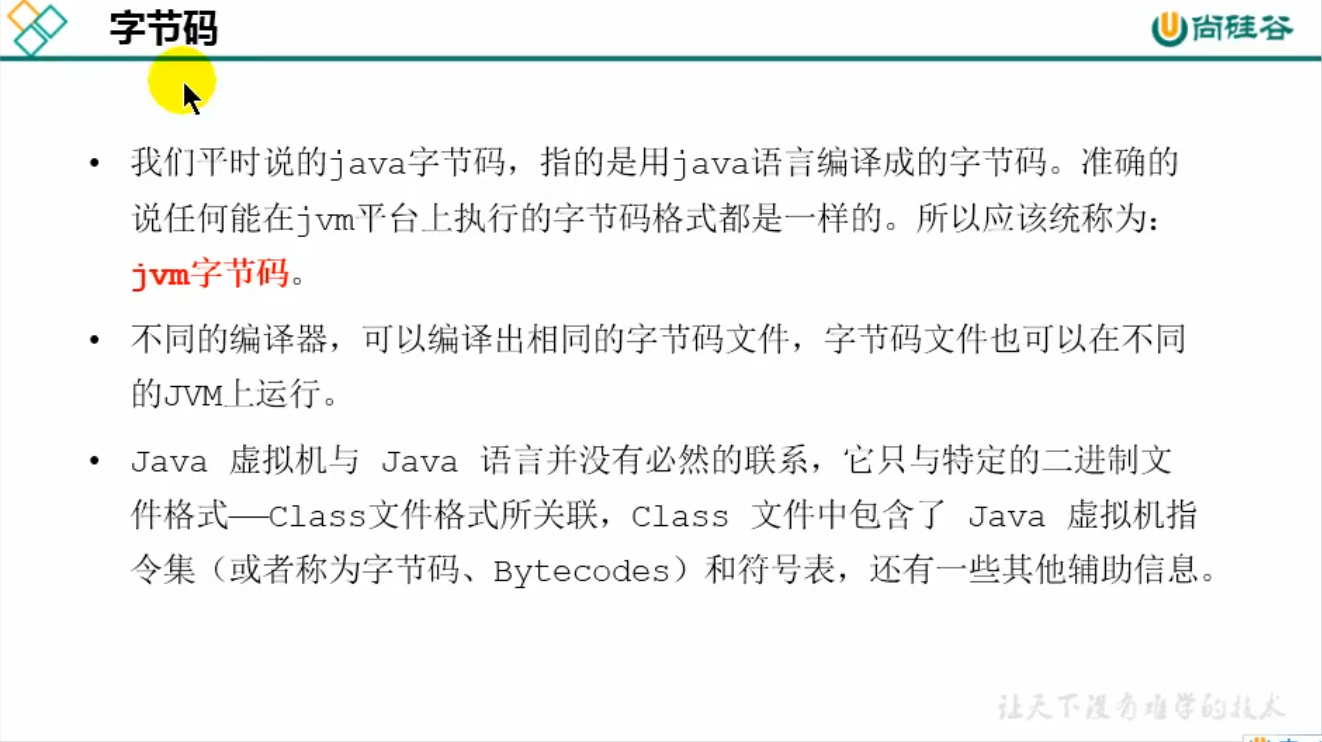 字节码
尚硅谷
• 我们平时说的java字节码，指的是用java语言编译成的字节码。准确的
说任何能在jvm平台上执行的字节码格式都是一样的。所以应该统称为：
jvm字节码。
• 不同的编译器，可以编译出相同的字节码文件，字节码文件也可以在不同
的JVM上运行。
• Java 虚拟机与 Java 语言并没有必然的联系，它只与特定的二进制文
件格式——Class文件格式所关联，Class 文件中包含了 Java 虚拟机指
令集（或者称为字节码、Bytecodes）和符号表，还有一些其他辅助信息。
让天下没有难学的技术